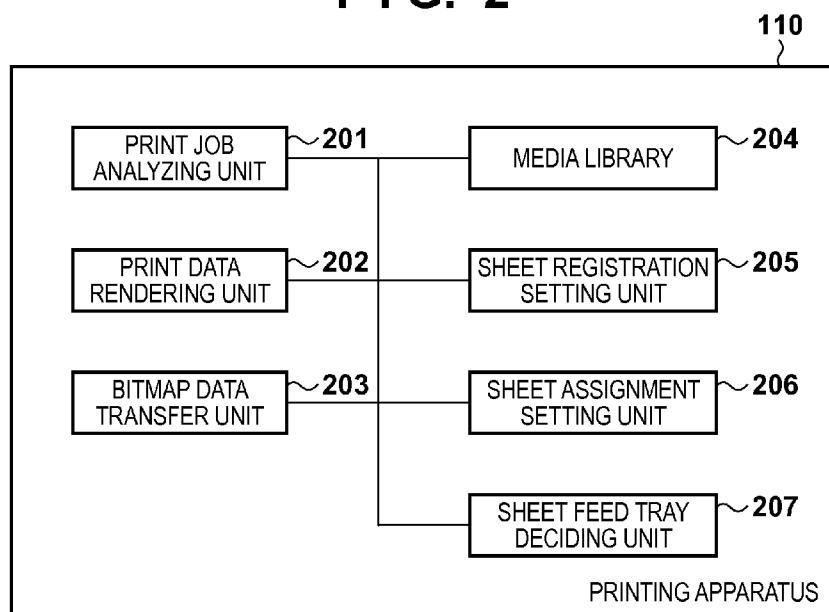 FIG. 2
110
PRINT JOB
ANALYZING UNIT
201
PRINT DATA
RENDERING UNIT
202
BITMAP DATA
TRANSFER UNIT
203
MEDIA LIBRARY
204
SHEET REGISTRATION
SETTING UNIT
205
SHEET ASSIGNMENT
SETTING UNIT
206
SHEET FEED TRAY
DECIDING UNIT
207
PRINTING APPARATUS